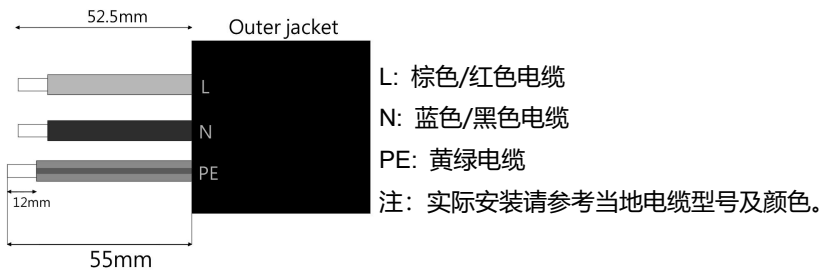 52.5mm
Outer jacket
L
N
PE
12mm
55mm
L: 棕色/红色电缆
N: 蓝色/黑色电缆
PE: 黄绿电缆
注：实际安装请参考当地电缆型号及颜色。